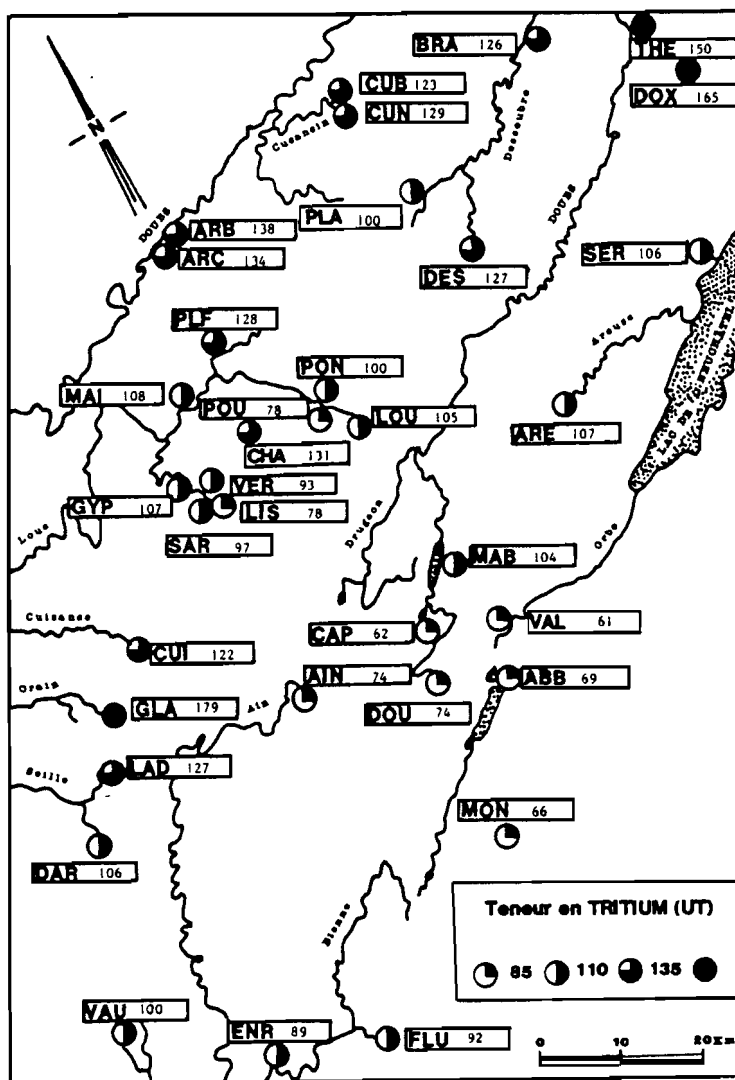 BRA 126
THE 150
CUB 123
DOX 165
CUN 129
Cusancin
Dessoubre
PLA 100
DOUBS
DOUBS
ARB 138
ARC 134
DES 127
SER 106
N
PLF 128
Areuse
LAC DE NEUCHATEL
PON 100
MAI 108
POU 78
LOU 105
ARE 107
CHA 131
VER 93
GYP 107
LIS 78
SAR 97
Loue
Drugeon
Orbe
MAB 104
Cuisance
CAP 62
VAL 61
CUI 122
AIN 74
ABB 69
Orain
GLA 179
Ain
DOU 74
Seille
LAD 127
MON 66
DAR 106
Bienne
Teneur en TRITIUM (UT)
85 110 135
VAU 100
ENR 89
FLU 92
0 10 20Km